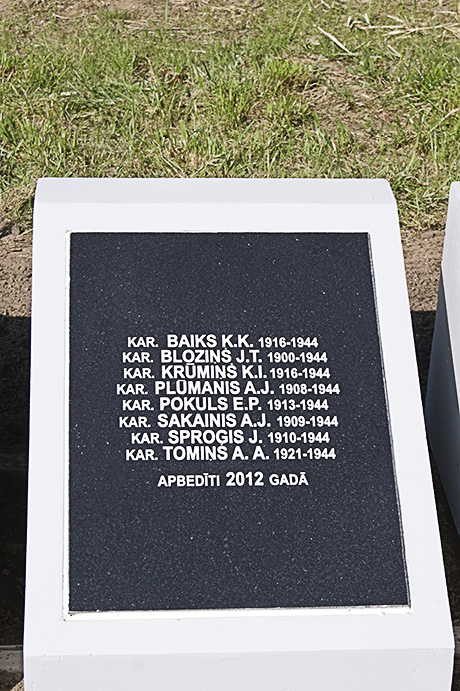 KAR. BAIKS K.K. 1916-1944
KAR. BLOZIŅŠ J.T. 1900-1944
KAR. KRŪMIŅŠ K.I. 1916-1944
KAR. PLŪMANIS A.J. 1908-1944
KAR. POKULS E.P. 1913-1944
KAR. SAKAINIS A.J. 1909-1944
KAR. SPROĢIS J. 1910-1944
KAR. TOMIŅŠ A. A. 1921-1944
APBEDĪTI 2012 GADĀ